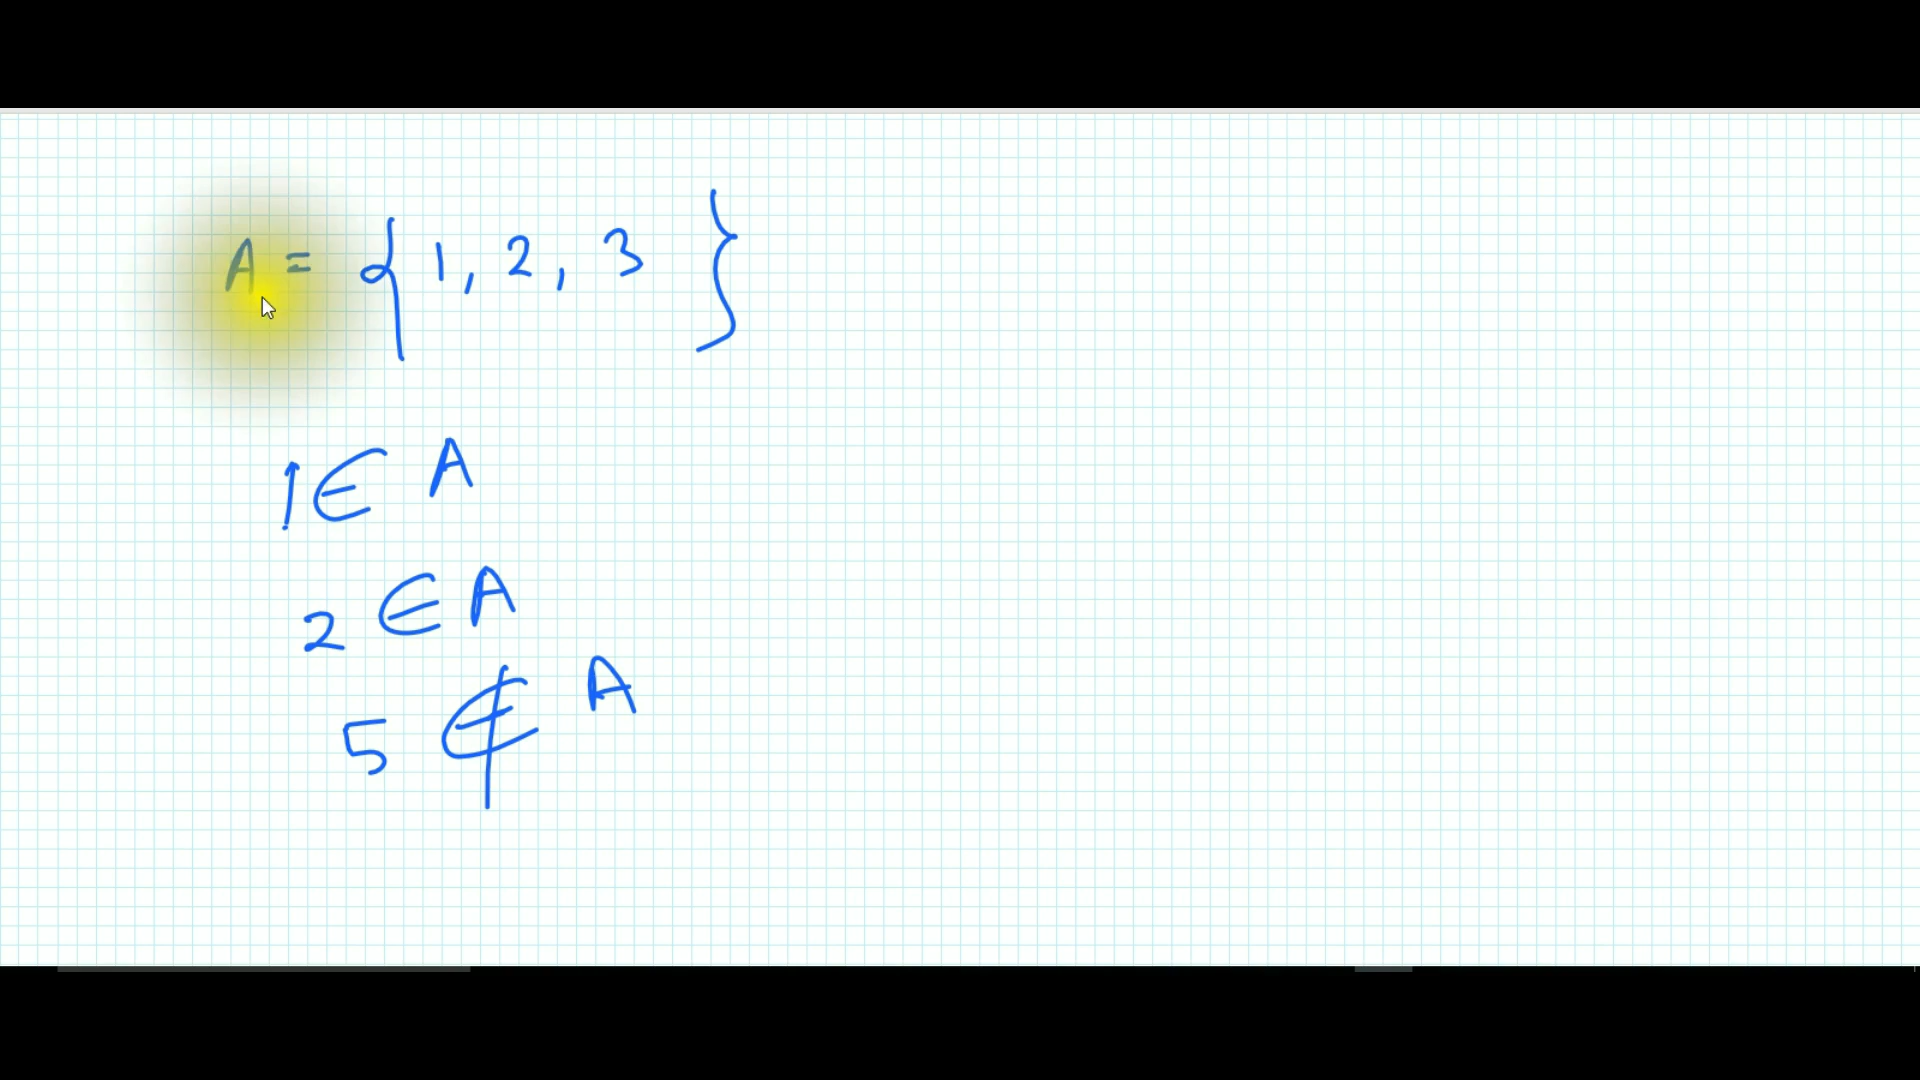 A = {1, 2, 3}
1 ∈ A
2 ∈ A
5 ∉ A